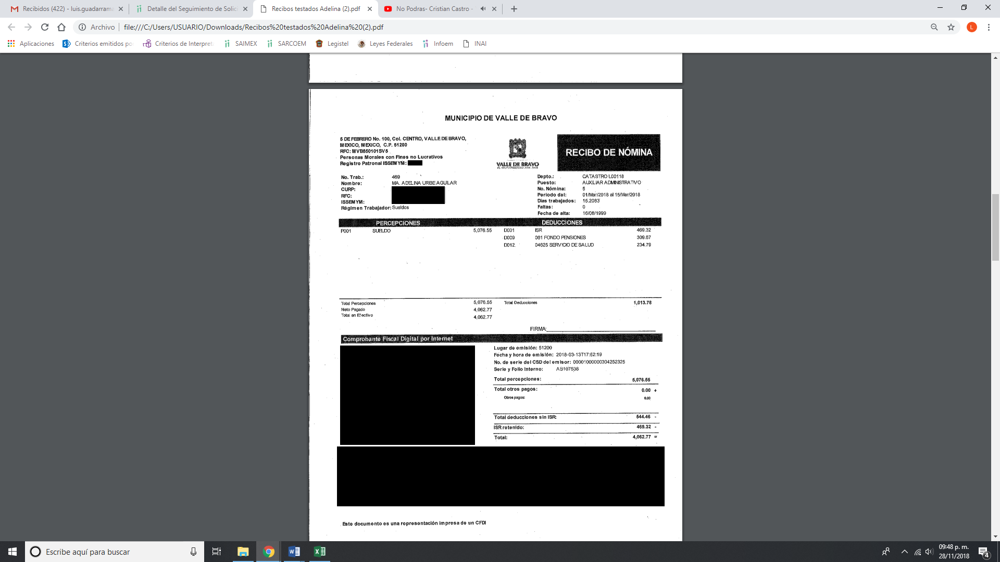 Recibidos (422) - luis.guadarrama
Detalle del Seguimiento de Solici
Recibos testados Adelina (2).pdf
No Podras- Cristian Castro -
Archivo
file:///C:/Users/USUARIO/Downloads/Recibos%20testados%20Adelina%20(2).pdf
L
Aplicaciones
Criterios emitidos po
Criterios de Interpret
SAIMEX
SARCOEM
Legistel
Leyes Federales
Infoem
INAI
MUNICIPIO DE VALLE DE BRAVO
5 DE FEBRERO No. 100, Col. CENTRO, VALLE DE BRAVO,
MEXICO, MEXICO, C.P. 51200
RFC: MVB850101SV5
Personas Morales con Fines no Lucrativos
Registro Patronal ISSEMYM:
VALLE DE BRAVO
RECIBO DE NÓMINA
No. Trab.: 469
Nombre: MA. ADELINA URIBE AGUILAR
CURP:
RFC:
ISSEMYM:
Régimen Trabajador: Sueldos
Depto.: CATASTRO L00118
Puesto: AUXILIAR ADMINISTRATIVO
No. Nómina: 5
Periodo del: 01/Mar/2018 al 15/Mar/2018
Dias trabajados: 15.2083
Faltas: 0
Fecha de alta: 16/08/1999
PERCEPCIONES DEDUCCIONES
P001 SUELDO 5,076.55 D001 ISR 469.32
D009 061 FONDO PENSIONES 309.67
D012 04625 SERVICIO DE SALUD 234.79
Total Percepciones 5,076.55 Total Deducciones 1,013.78
Neto Pagado 4,062.77
Total en Efectivo 4,062.77
FIRMA:
Comprobante Fiscal Digital por Internet
Lugar de emisión: 51200
Fecha y hora de emisión: 2018-03-13T17:52:19
No. de serie del CSD del emisor: 00001000000304252325
Serie y Folio Interno: AB107538
Total percepciones: 5,076.55
Total otros pagos: 0.00 +
Otros pagos: 0.00
Total deducciones sin ISR: 544.46 -
ISR retenido: 469.32 -
Total: 4,062.77 =
Este documento es una representación impresa de un CFDI
Escribe aquí para buscar
09:48 p. m.
28/11/2018
4